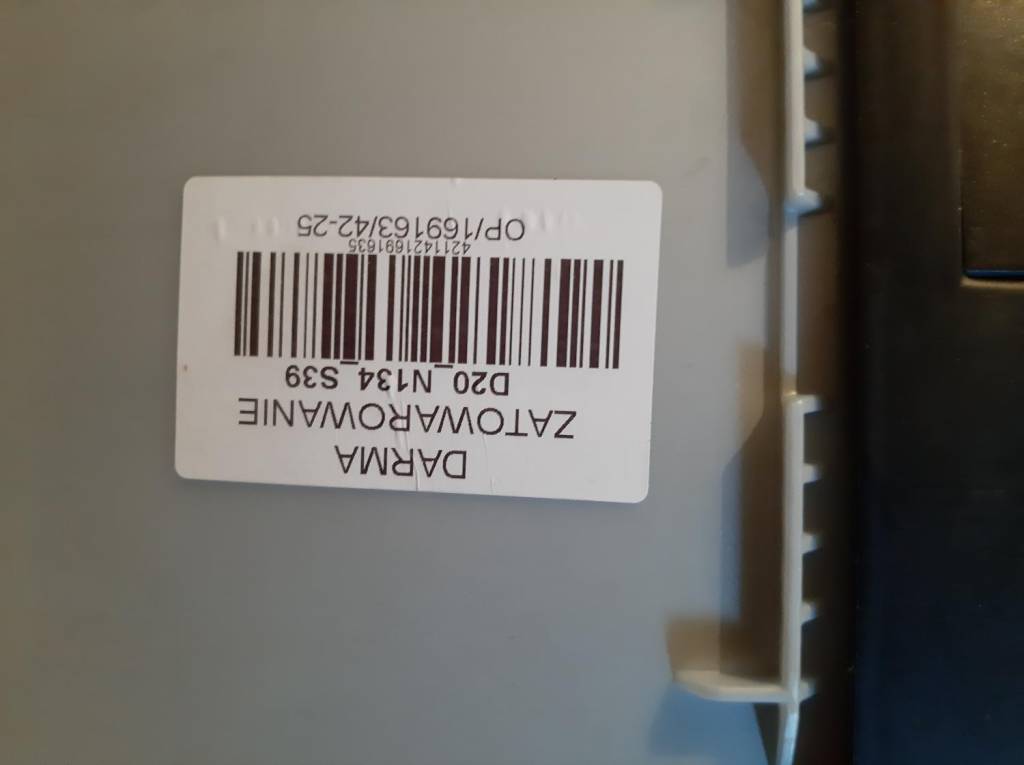 DARMA
ZATOWAROWANIE
D20_N134_S39
4211421691635
OP/169163/42-25